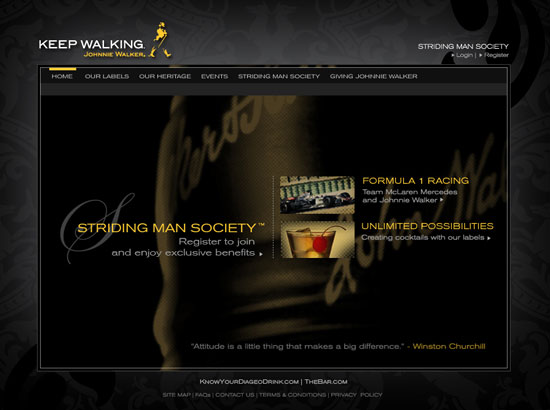 KEEP WALKING.
JOHNNIE WALKER.
STRIDING MAN SOCIETY
Login | Register
HOME OUR LABELS OUR HERITAGE EVENTS STRIDING MAN SOCIETY GIVING JOHNNIE WALKER
FORMULA 1 RACING
Team McLaren Mercedes
and Johnnie Walker
S
STRIDING MAN SOCIETY™
Register to join
and enjoy exclusive benefits
UNLIMITED POSSIBILITIES
Creating cocktails with our labels
"Attitude is a little thing that makes a big difference." - Winston Churchill
KNOWYOURDIAGEODRINK.COM | THEBAR.COM
SITE MAP | FAQs | CONTACT US | TERMS & CONDITIONS | PRIVACY POLICY